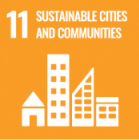 11 SUSTAINABLE CITIES
AND COMMUNITIES